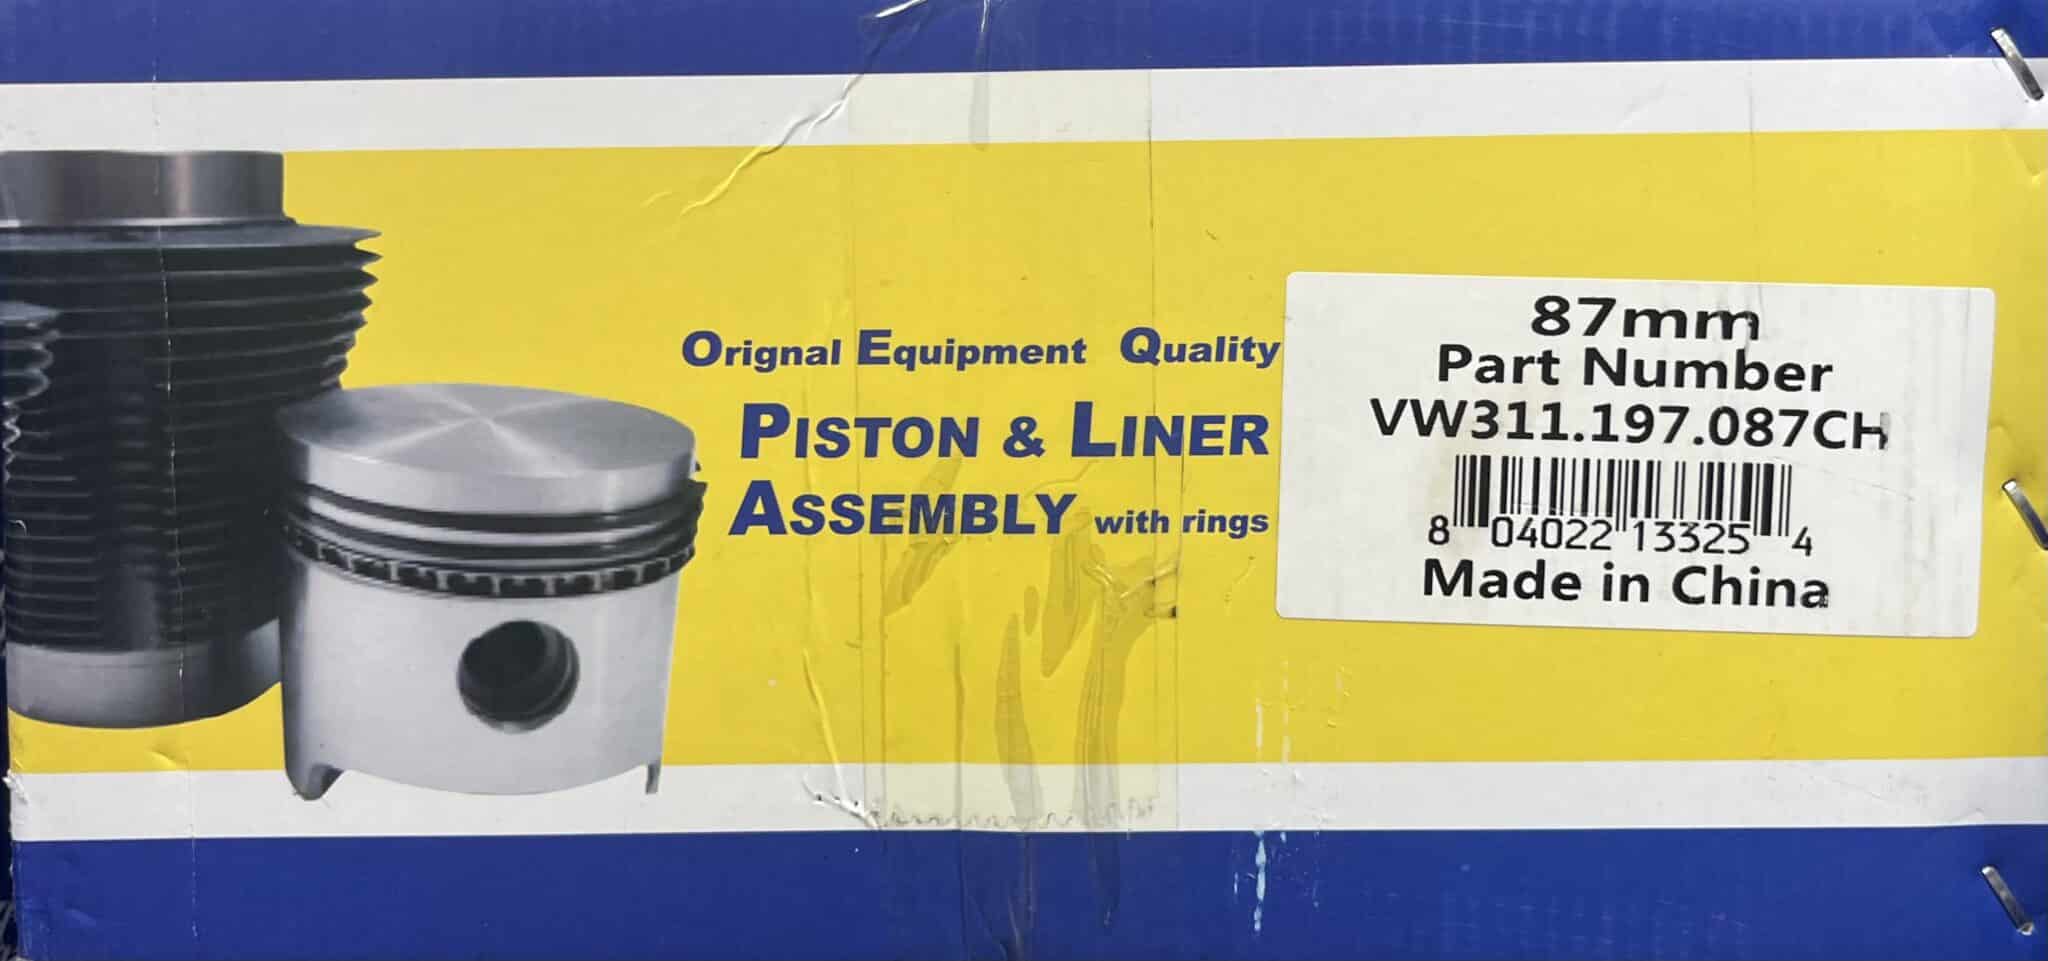 Orignal Equipment Quality
PISTON & LINER
ASSEMBLY with rings
87mm
Part Number
VW311.197.087CH
8 04022 13325 4
Made in China